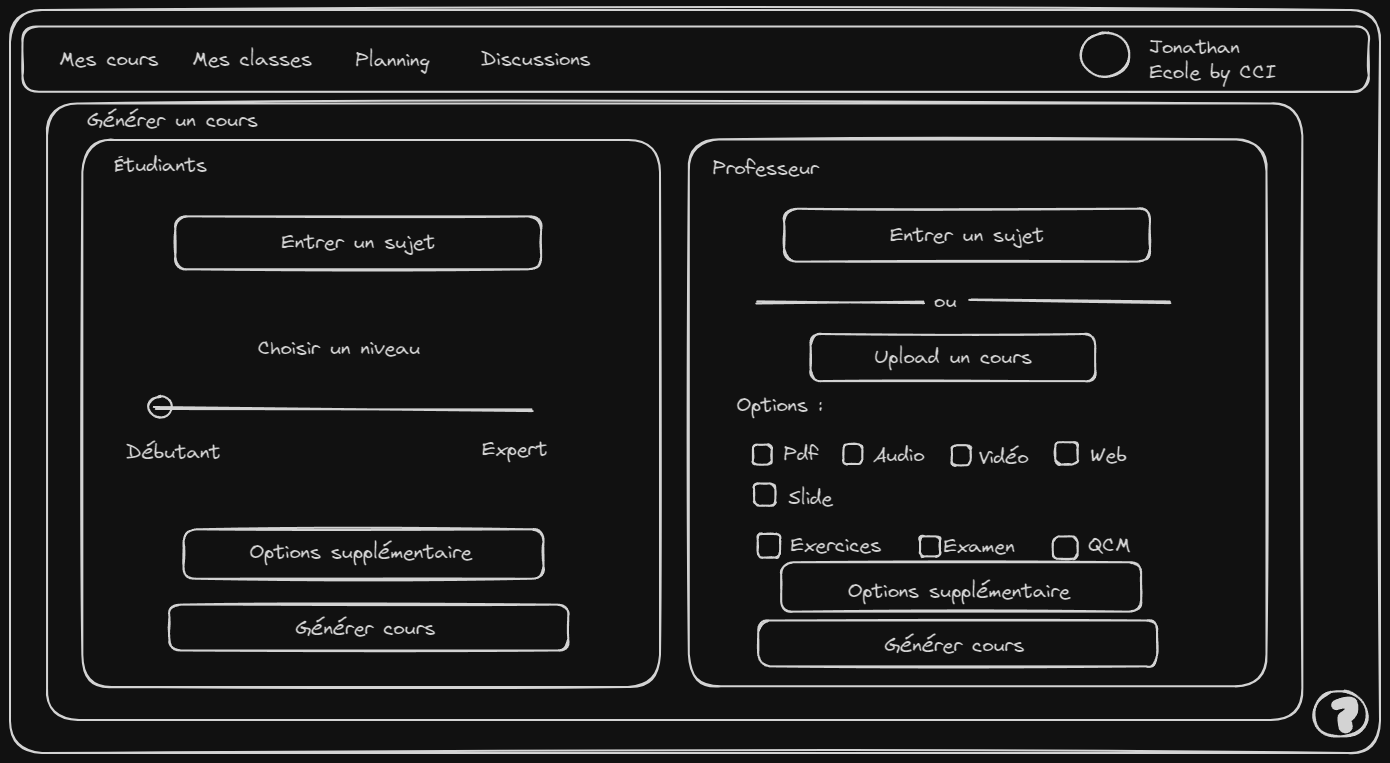 Mes cours Mes classes Planning Discussions
Jonathan
Ecole by CCI
Générer un cours
Étudiants
Entrer un sujet
Choisir un niveau
Débutant Expert
Options supplémentaire
Générer cours
Professeur
Entrer un sujet
ou
Upload un cours
Options :
Pdf Audio Vidéo Web
Slide
Exercices Examen QCM
Options supplémentaire
Générer cours
?